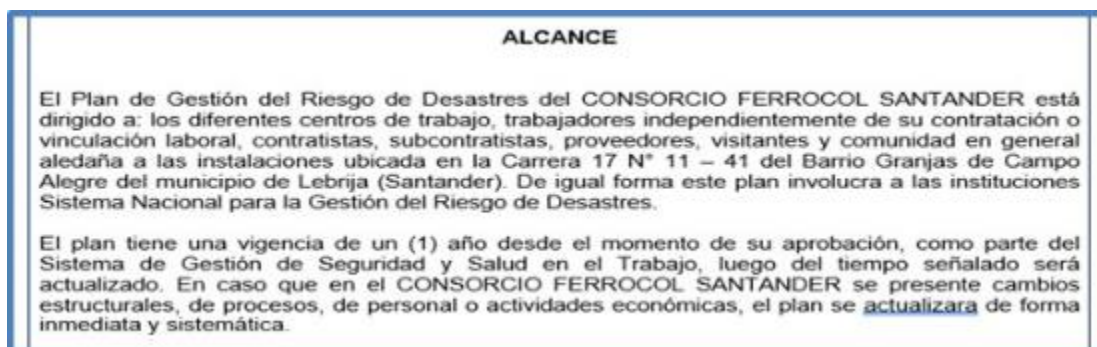 ALCANCE
El Plan de Gestión del Riesgo de Desastres del CONSORCIO FERROCOL SANTANDER está
dirigido a: los diferentes centros de trabajo, trabajadores independientemente de su contratación o
vinculación laboral, contratistas, subcontratistas, proveedores, visitantes y comunidad en general
aledaña a las instalaciones ubicada en la Carrera 17 N° 11 – 41 del Barrio Granjas de Campo
Alegre del municipio de Lebrija (Santander). De igual forma este plan involucra a las instituciones
Sistema Nacional para la Gestión del Riesgo de Desastres.
El plan tiene una vigencia de un (1) año desde el momento de su aprobación, como parte del
Sistema de Gestión de Seguridad y Salud en el Trabajo, luego del tiempo señalado será
actualizado. En caso que en el CONSORCIO FERROCOL SANTANDER se presente cambios
estructurales, de procesos, de personal o actividades económicas, el plan se actualizara de forma
inmediata y sistemática.